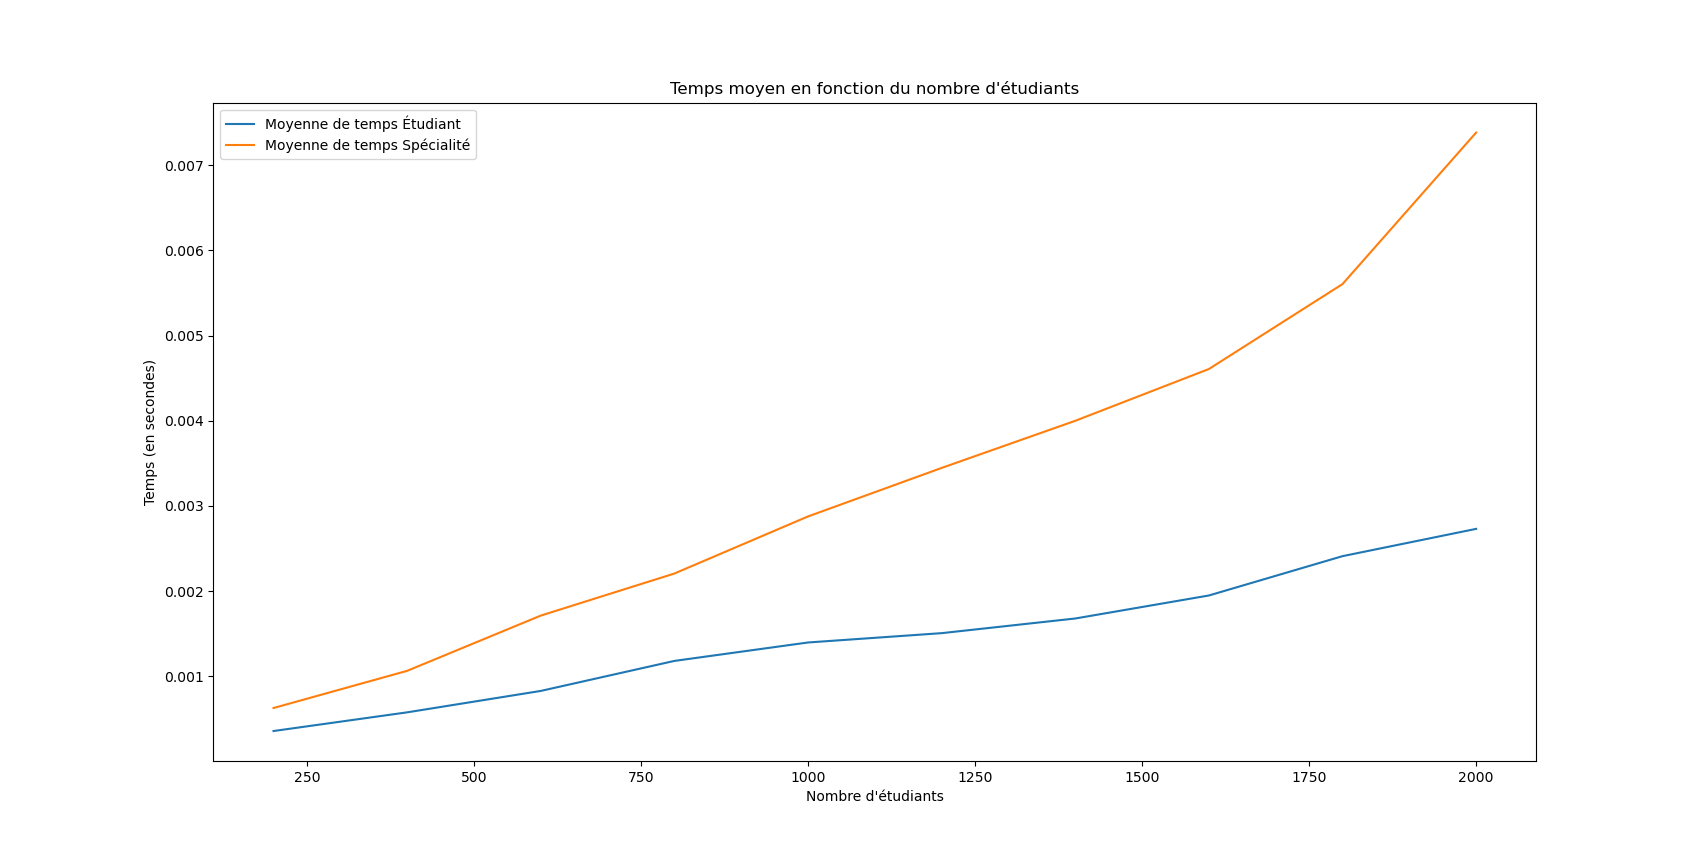 Temps moyen en fonction du nombre d'étudiants
Moyenne de temps Étudiant
Moyenne de temps Spécialité
0.007
0.006
0.005
0.004
0.003
0.002
0.001
Temps (en secondes)
250 500 750 1000 1250 1500 1750 2000
Nombre d'étudiants